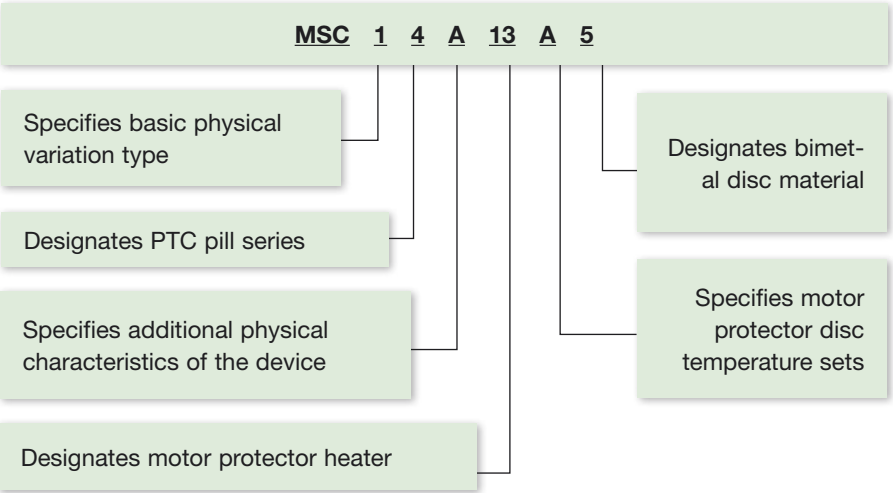 MSC 1 4 A 13 A 5
Specifies basic physical
variation type
Designates PTC pill series
Specifies additional physical
characteristics of the device
Designates motor protector heater
Designates bimet-
al disc material
Specifies motor
protector disc
temperature sets